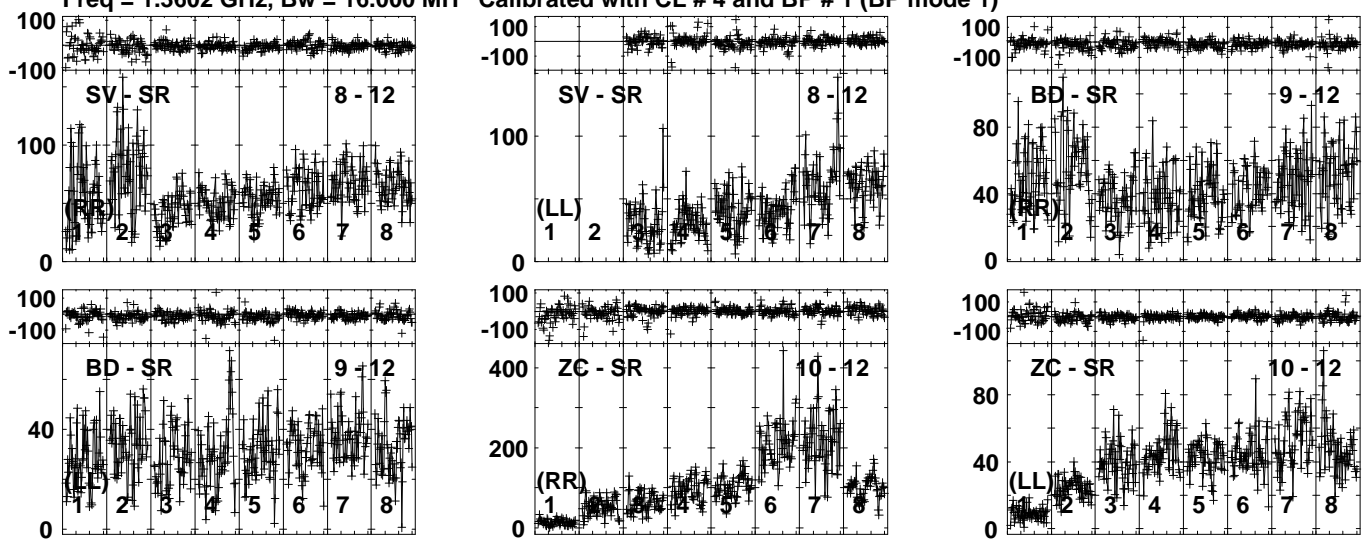 Freq = 1.3602 GHz, Bw = 16.000 MH Calibrated with CL # 4 and BP # 1 (BP mode 1)
100
-100
SV - SR 8 - 12
100
(RR)
1 2 3 4 5 6 7 8
0
100
-100
SV - SR 8 - 12
100
(LL)
1 2 3 4 5 6 7 8
0
100
-100
BD - SR 9 - 12
80
40
(RR)
1 2 3 4 5 6 7 8
0
100
-100
BD - SR 9 - 12
40
(LL)
1 2 3 4 5 6 7 8
0
100
-100
ZC - SR 10 - 12
400
200
(RR)
1 2 3 4 5 6 7 8
0
100
-100
ZC - SR 10 - 12
80
40
(LL)
1 2 3 4 5 6 7 8
0